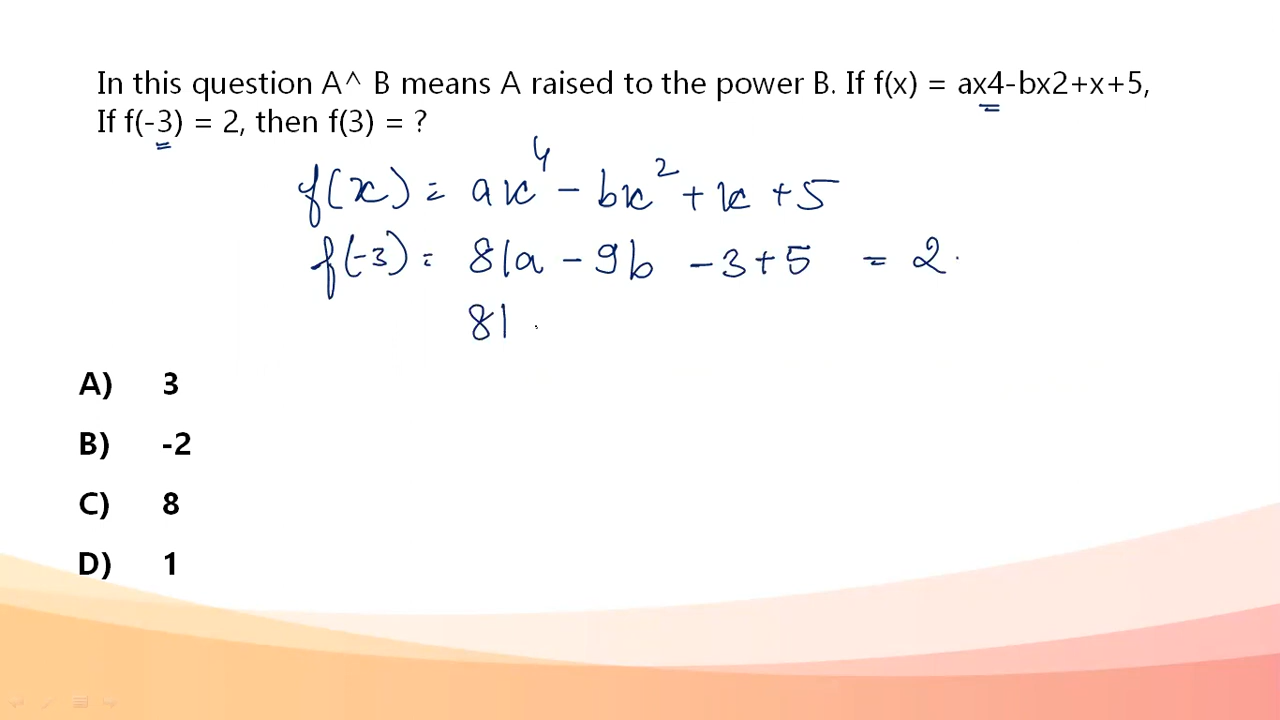 In this question A^ B means A raised to the power B. If f(x) = ax4-bx2+x+5,
If f(-3) = 2, then f(3) = ?
f(x) = ax⁴ - bx² + x + 5
f(-3) = 81a - 9b - 3 + 5 = 2.
81
A) 3
B) -2
C) 8
D) 1